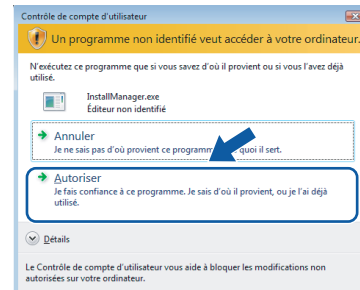 Contrôle de compte d'utilisateur
Un programme non identifié veut accéder à votre ordinateur.
N'exécutez ce programme que si vous savez d'où il provient ou si vous l'avez déjà
utilisé.
InstallManager.exe
Éditeur non identifié
Annuler
Je ne sais pas d'où provient ce programme quoi il sert.
Autoriser
Je fais confiance à ce programme. Je sais d'où il provient, ou je l'ai déjà
utilisé.
Détails
Le Contrôle de compte d'utilisateur vous aide à bloquer les modifications non
autorisées sur votre ordinateur.